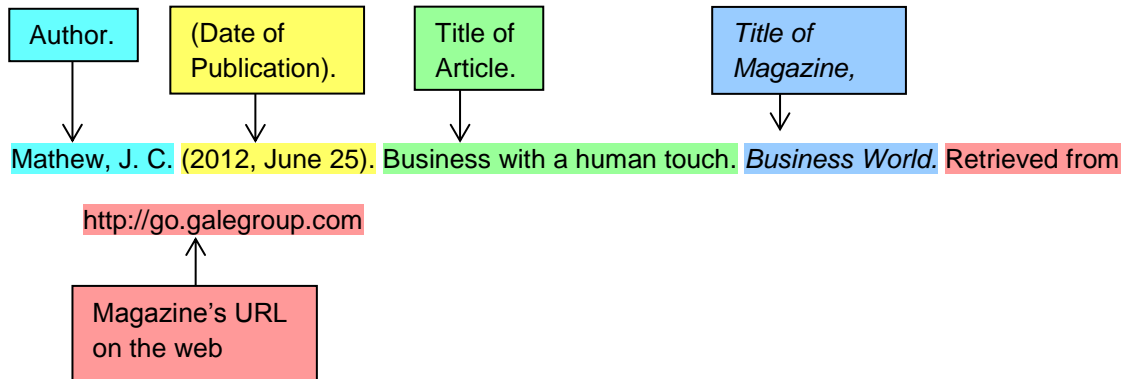 Author.
(Date of
Publication).
Title of
Article.
Title of
Magazine,
Mathew, J. C. (2012, June 25). Business with a human touch. Business World. Retrieved from
http://go.galegroup.com
Magazine’s URL
on the web